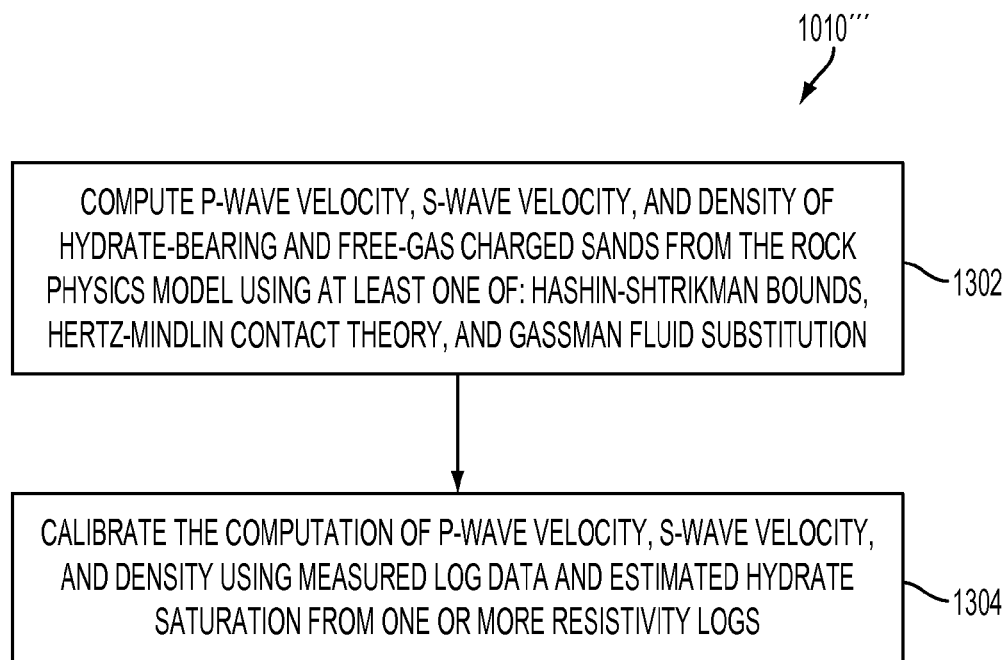 1010'''
COMPUTE P-WAVE VELOCITY, S-WAVE VELOCITY, AND DENSITY OF
HYDRATE-BEARING AND FREE-GAS CHARGED SANDS FROM THE ROCK
PHYSICS MODEL USING AT LEAST ONE OF: HASHIN-SHTRIKMAN BOUNDS,
HERTZ-MINDLIN CONTACT THEORY, AND GASSMAN FLUID SUBSTITUTION
1302
CALIBRATE THE COMPUTATION OF P-WAVE VELOCITY, S-WAVE VELOCITY,
AND DENSITY USING MEASURED LOG DATA AND ESTIMATED HYDRATE
SATURATION FROM ONE OR MORE RESISTIVITY LOGS
1304